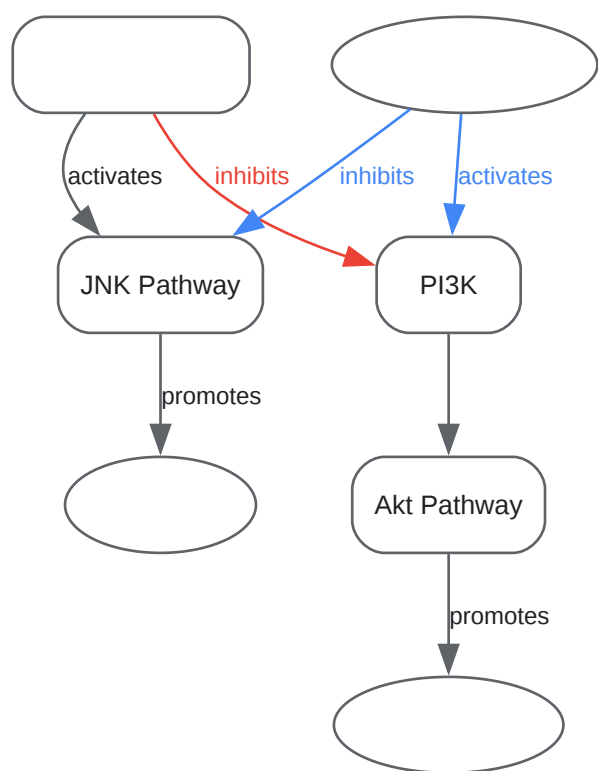 activates
inhibits
inhibits
activates
JNK Pathway
PI3K
promotes
Akt Pathway
promotes